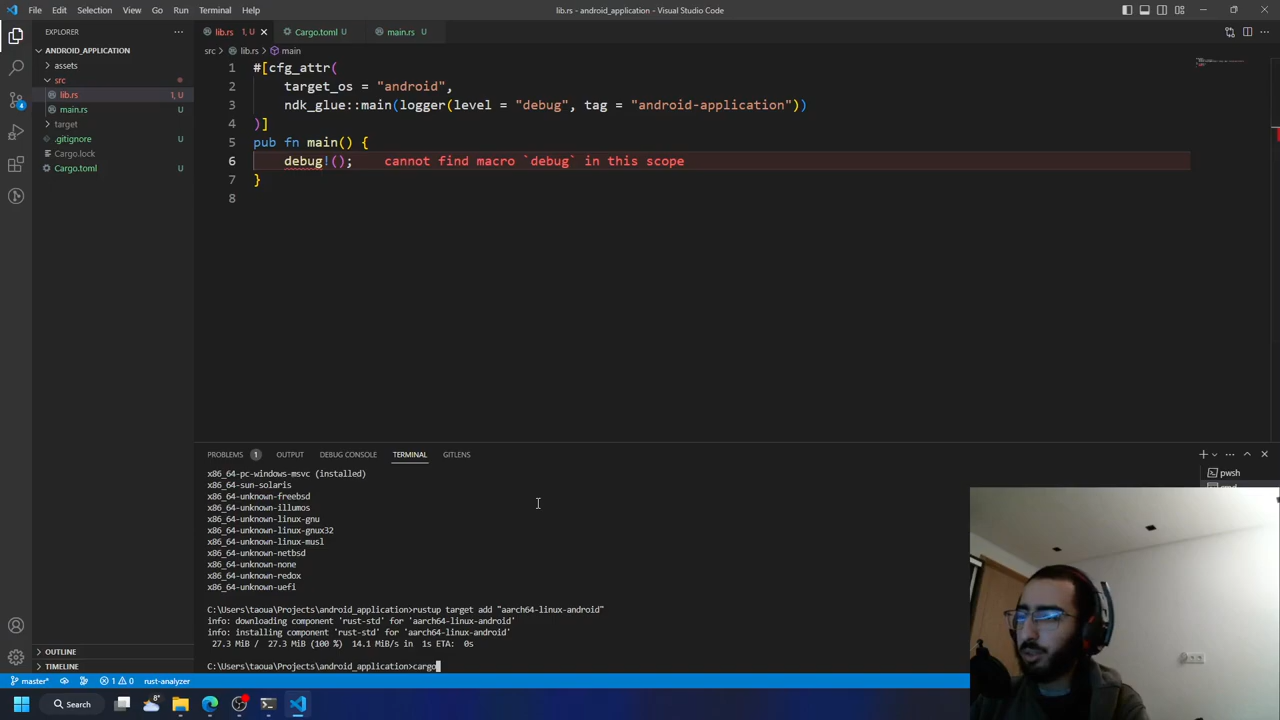 File Edit Selection View Go Run Terminal Help
lib.rs - android_application - Visual Studio Code
EXPLORER
ANDROID_APPLICATION
assets
src
lib.rs 1, U
main.rs U
target
.gitignore U
Cargo.lock
Cargo.toml U
OUTLINE
TIMELINE
4
lib.rs 1, U
Cargo.toml U
main.rs U
src > lib.rs > main
1 #[cfg_attr(
2 target_os = "android",
3 ndk_glue::main(logger(level = "debug", tag = "android-application"))
4 )]
5 pub fn main() {
6 debug!(); cannot find macro `debug` in this scope
7 }
8
PROBLEMS 1 OUTPUT DEBUG CONSOLE TERMINAL GITLENS
pwsh
x86_64-pc-windows-msvc (installed)
x86_64-sun-solaris
x86_64-unknown-freebsd
x86_64-unknown-illumos
x86_64-unknown-linux-gnu
x86_64-unknown-linux-gnux32
x86_64-unknown-linux-musl
x86_64-unknown-netbsd
x86_64-unknown-none
x86_64-unknown-redox
x86_64-unknown-uefi
C:\Users\taoua\Projects\android_application>rustup target add "aarch64-linux-android"
info: downloading component 'rust-std' for 'aarch64-linux-android'
info: installing component 'rust-std' for 'aarch64-linux-android'
27.3 MiB / 27.3 MiB (100 %) 14.1 MiB/s in 1s ETA: 0s
C:\Users\taoua\Projects\android_application>cargo
master* 1 0 rust-analyzer
8°
Search